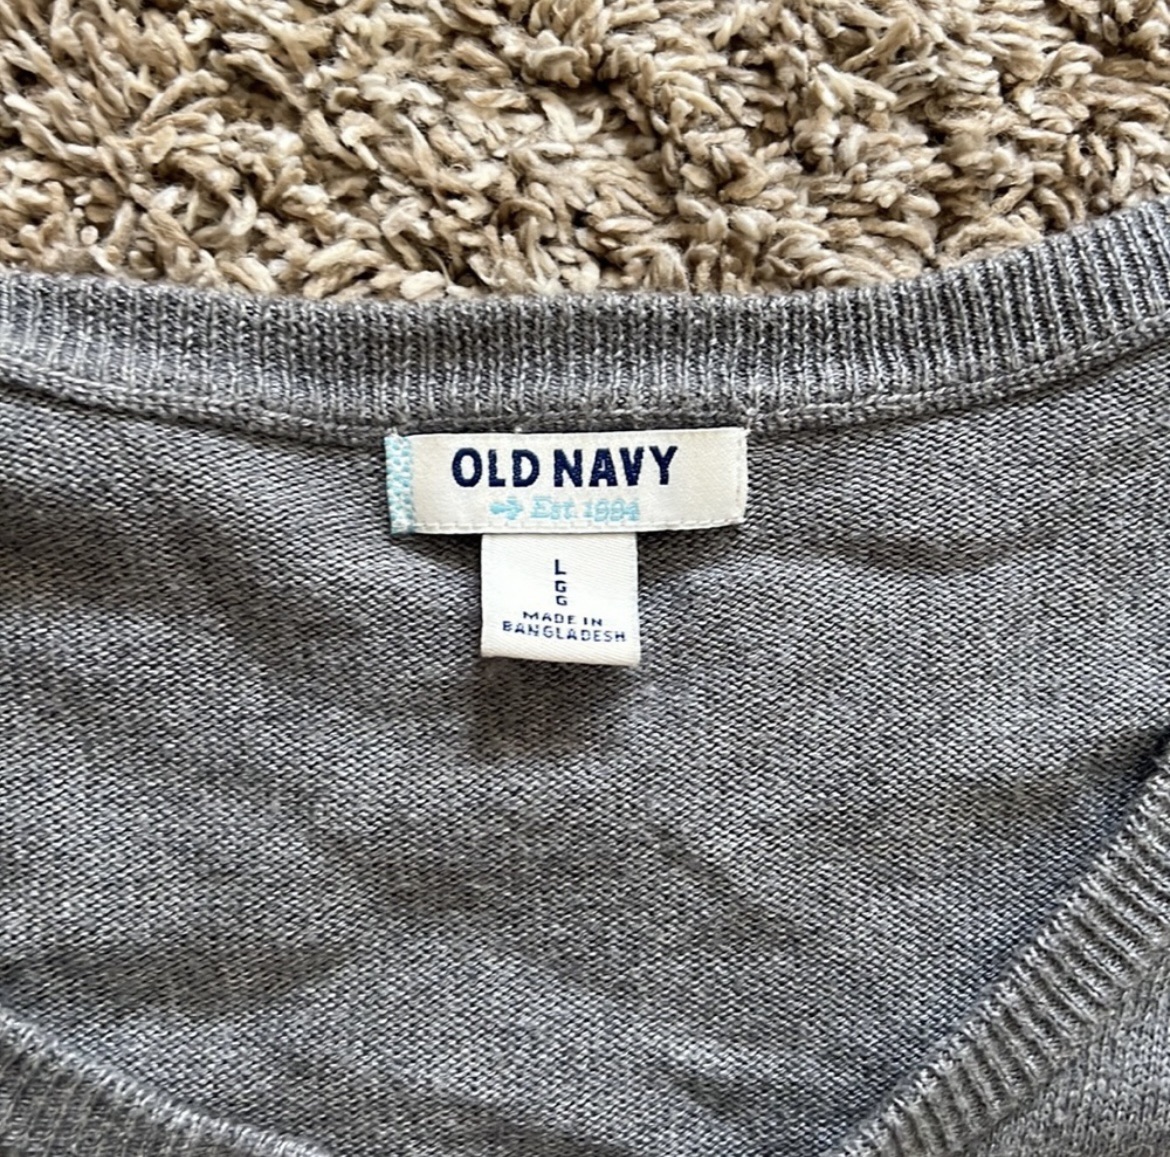 OLD NAVY
Est. 1994
L
G
G
MADE IN
BANGLADESH